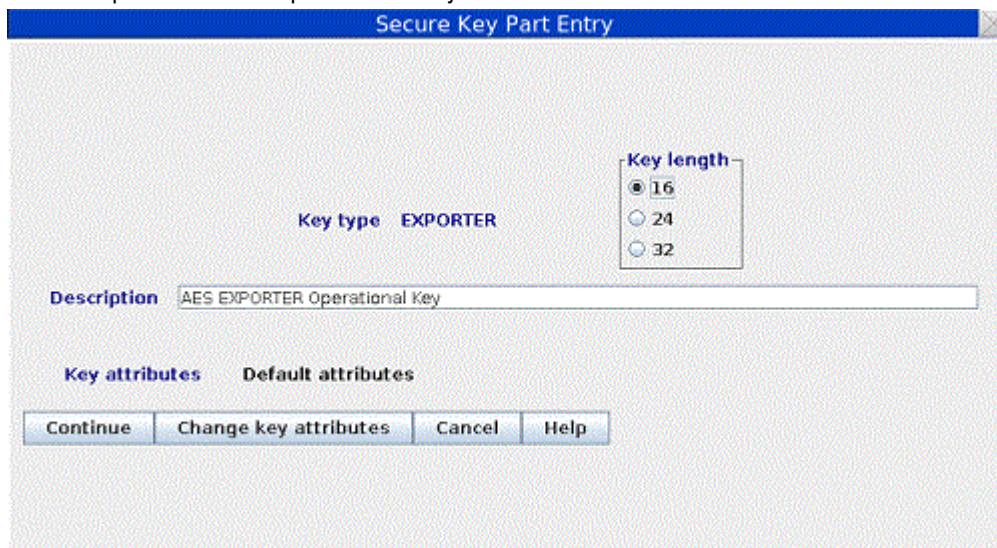 Secure Key Part Entry
Key length
16
Key type EXPORTER
24
32
Description AES EXPORTER Operational Key
Key attributes Default attributes
Continue Change key attributes Cancel Help